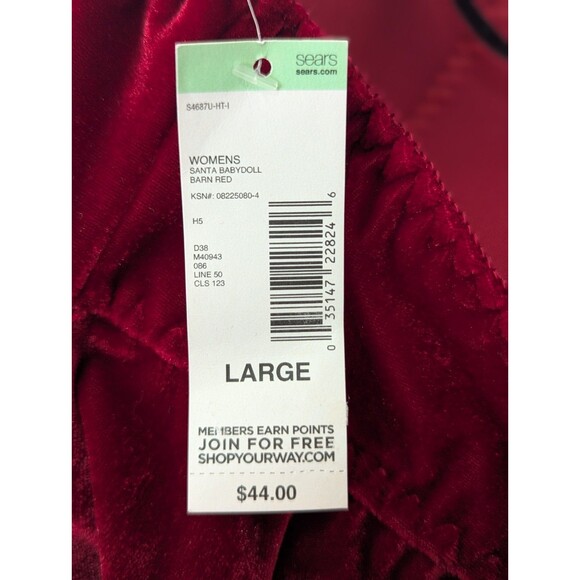 sears
sears.com
S4687U-HT-I
WOMENS
SANTA BABYDOLL
BARN RED
KSN#: 08225080-4
H5
D38
M40943
086
LINE 50
CLS 123
0 35147 22824 6
LARGE
MEMBERS EARN POINTS
JOIN FOR FREE
SHOPYOURWAY.COM
$44.00